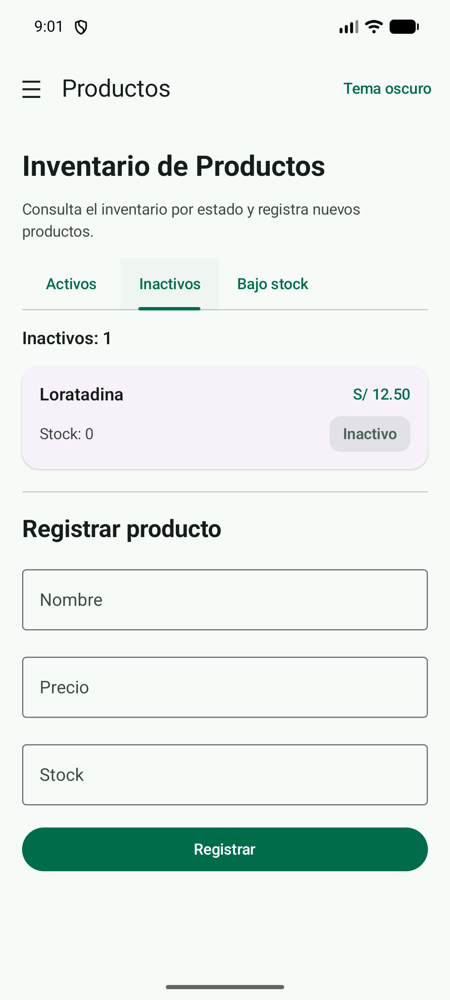 9:01
Productos
Tema oscuro
Inventario de Productos
Consulta el inventario por estado y registra nuevos
productos.
Activos
Inactivos
Bajo stock
Inactivos: 1
Loratadina
S/ 12.50
Stock: 0
Inactivo
Registrar producto
Nombre
Precio
Stock
Registrar